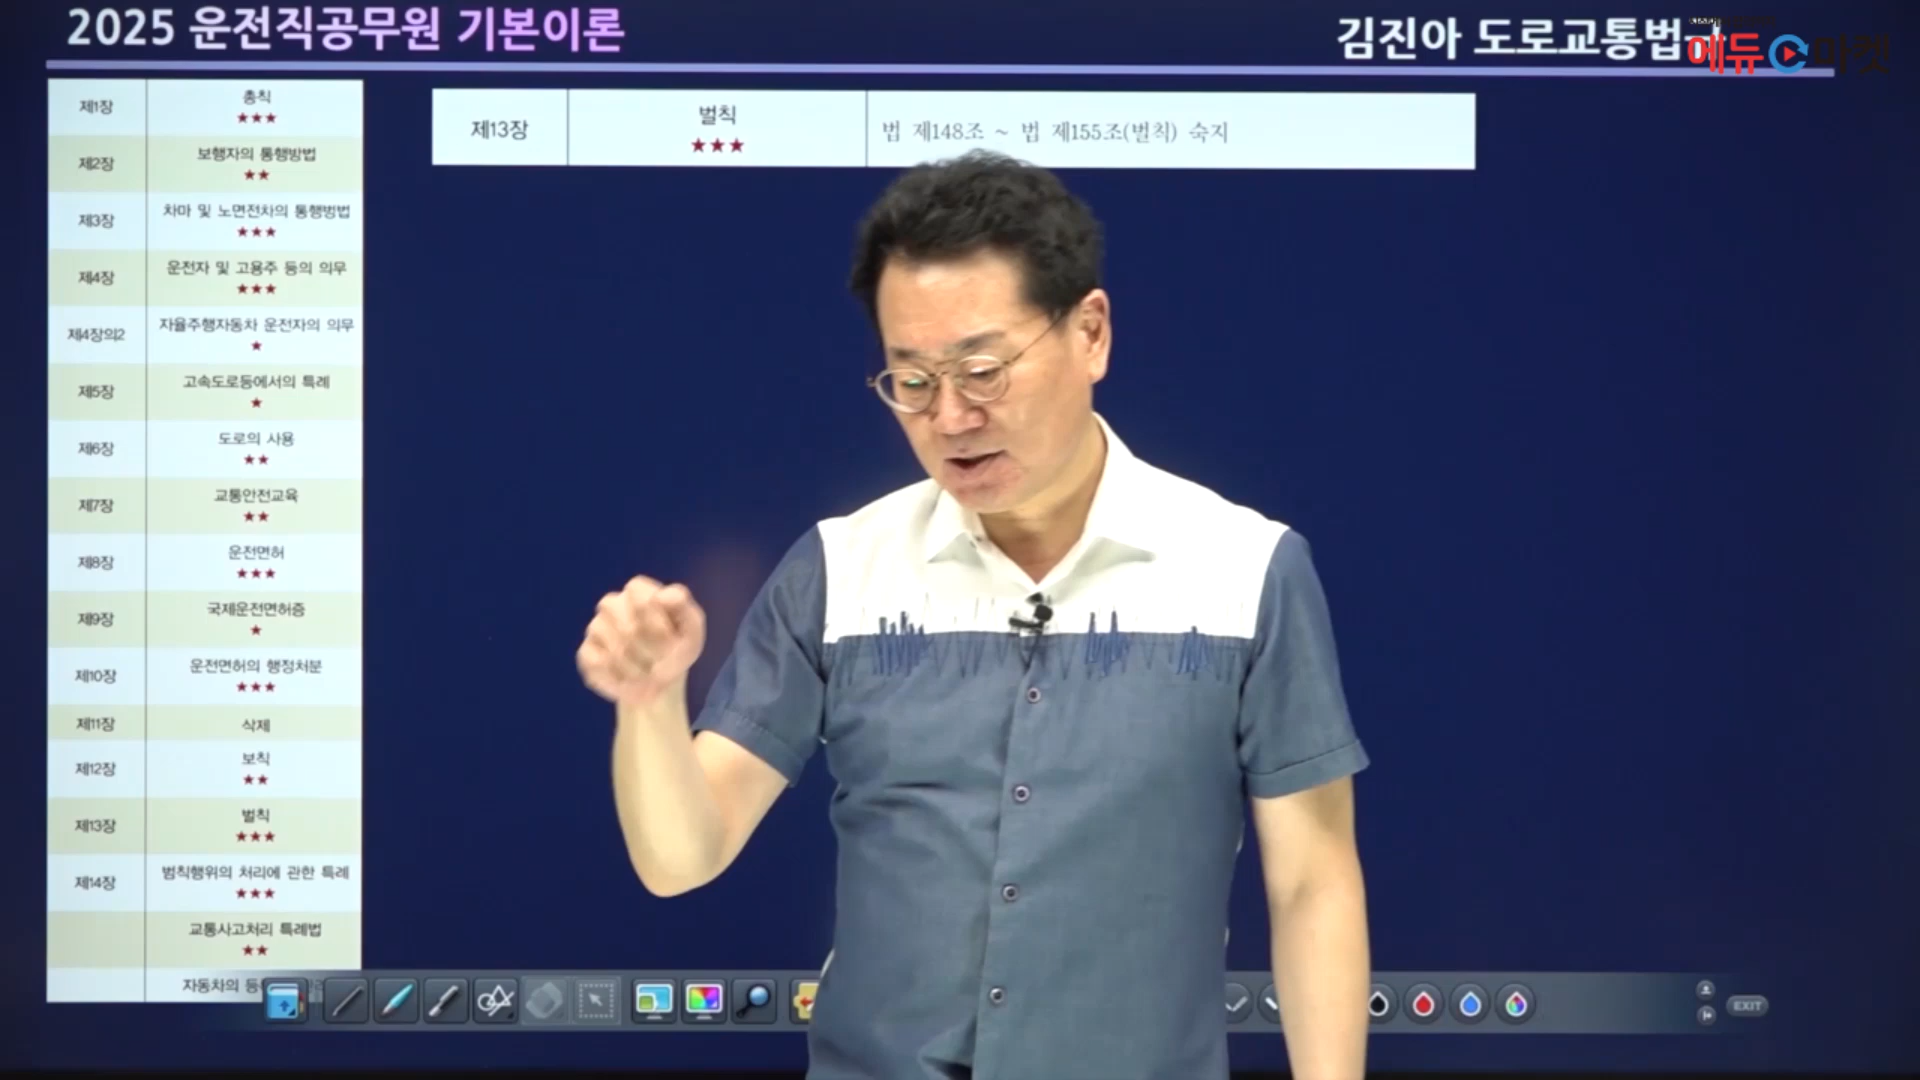 2025 운전직공무원 기본이론
김진아 도로교통법규
에듀 마켓
제1장 총칙
★★★
제2장 보행자의 통행방법
★★
제3장 차마 및 노면전차의 통행방법
★★★
제4장 운전자 및 고용주 등의 의무
★★★
제4장의2 자율주행자동차 운전자의 의무
★
제5장 고속도로등에서의 특례
★
제6장 도로의 사용
★★
제7장 교통안전교육
★★
제8장 운전면허
★★★
제9장 국제운전면허증
★
제10장 운전면허의 행정처분
★★★
제11장 삭제
제12장 보칙
★★
제13장 벌칙
★★★
제14장 범칙행위의 처리에 관한 특례
★★★
교통사고처리 특례법
★★
자동차의
제13장 벌칙 법 제148조 ~ 법 제155조(벌칙) 숙지
★★★
EXIT